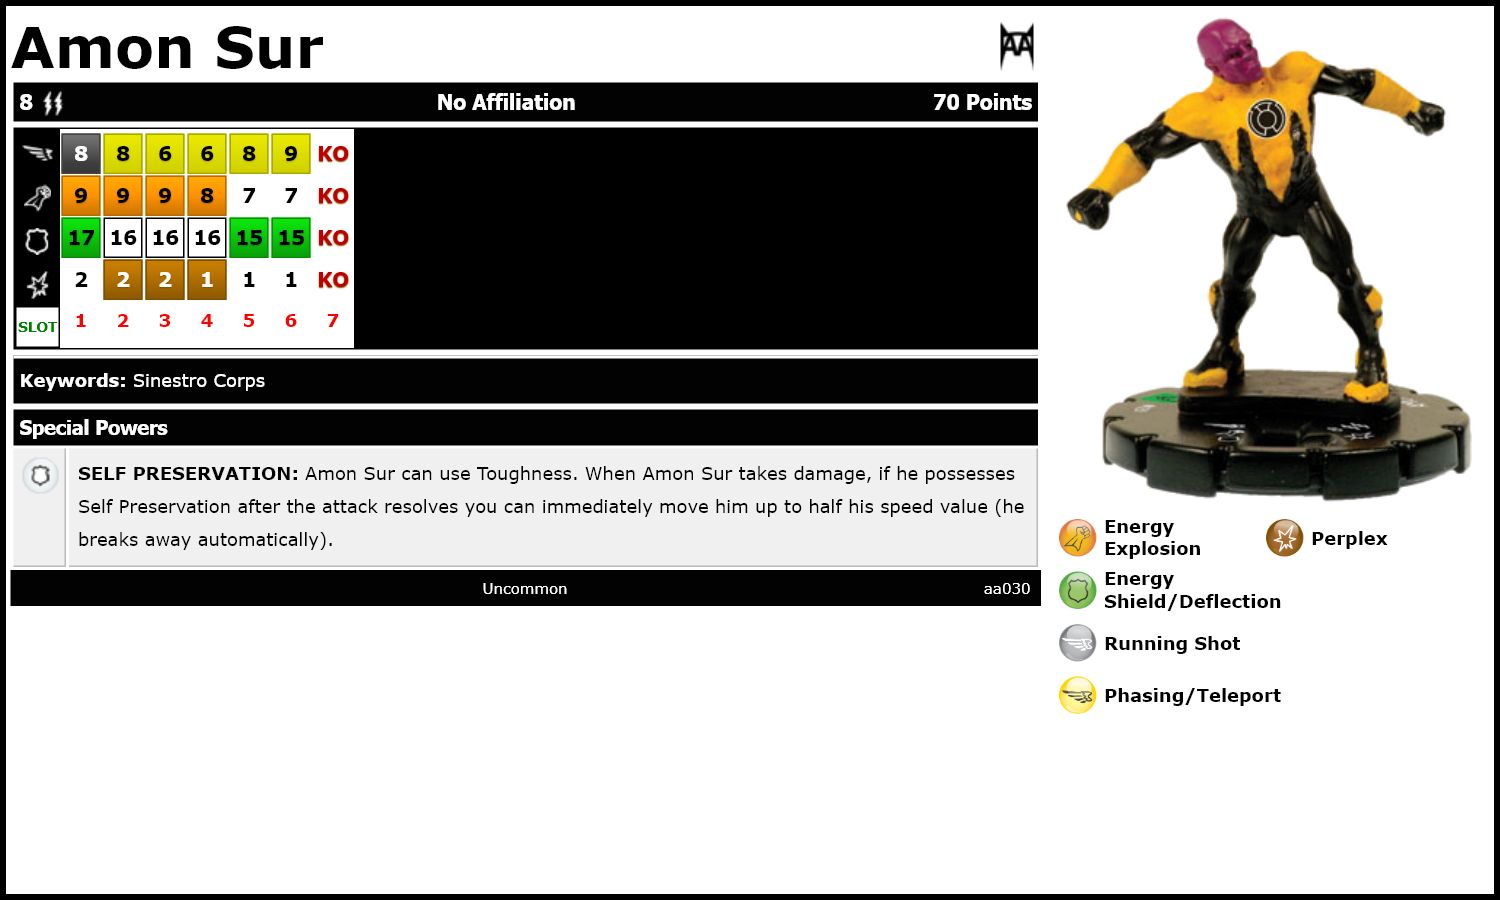 Amon Sur
AA
8 No Affiliation 70 Points
8 8 6 6 8 9 KO
9 9 9 8 7 7 KO
17 16 16 16 15 15 KO
2 2 2 1 1 1 KO
SLOT 1 2 3 4 5 6 7
Keywords: Sinestro Corps
Special Powers
SELF PRESERVATION: Amon Sur can use Toughness. When Amon Sur takes damage, if he possesses
Self Preservation after the attack resolves you can immediately move him up to half his speed value (he
breaks away automatically).
Uncommon aa030
Energy
Explosion
Perplex
Energy
Shield/Deflection
Running Shot
Phasing/Teleport